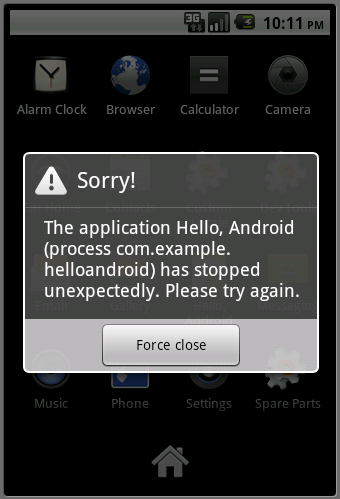 3G 10:11 PM
Alarm Clock Browser Calculator Camera
Sorry!
The application Hello, Android
(process com.example.
helloandroid) has stopped
unexpectedly. Please try again.
Force close
Music Phone Settings Spare Parts